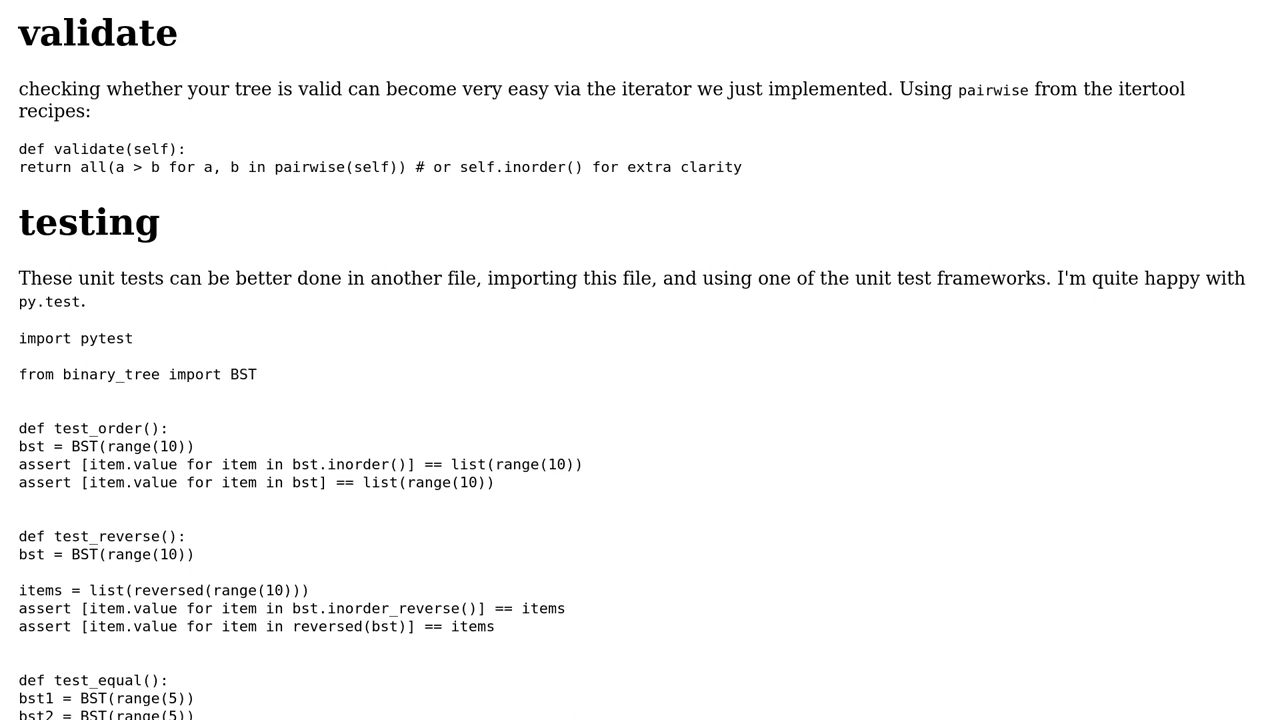 validate
checking whether your tree is valid can become very easy via the iterator we just implemented. Using pairwise from the itertool
recipes:
def validate(self):
return all(a > b for a, b in pairwise(self)) # or self.inorder() for extra clarity
testing
These unit tests can be better done in another file, importing this file, and using one of the unit test frameworks. I'm quite happy with
py.test.
import pytest
from binary_tree import BST
def test_order():
bst = BST(range(10))
assert [item.value for item in bst.inorder()] == list(range(10))
assert [item.value for item in bst] == list(range(10))
def test_reverse():
bst = BST(range(10))
items = list(reversed(range(10)))
assert [item.value for item in bst.inorder_reverse()] == items
assert [item.value for item in reversed(bst)] == items
def test_equal():
bst1 = BST(range(5))
bst2 = BST(range(5))